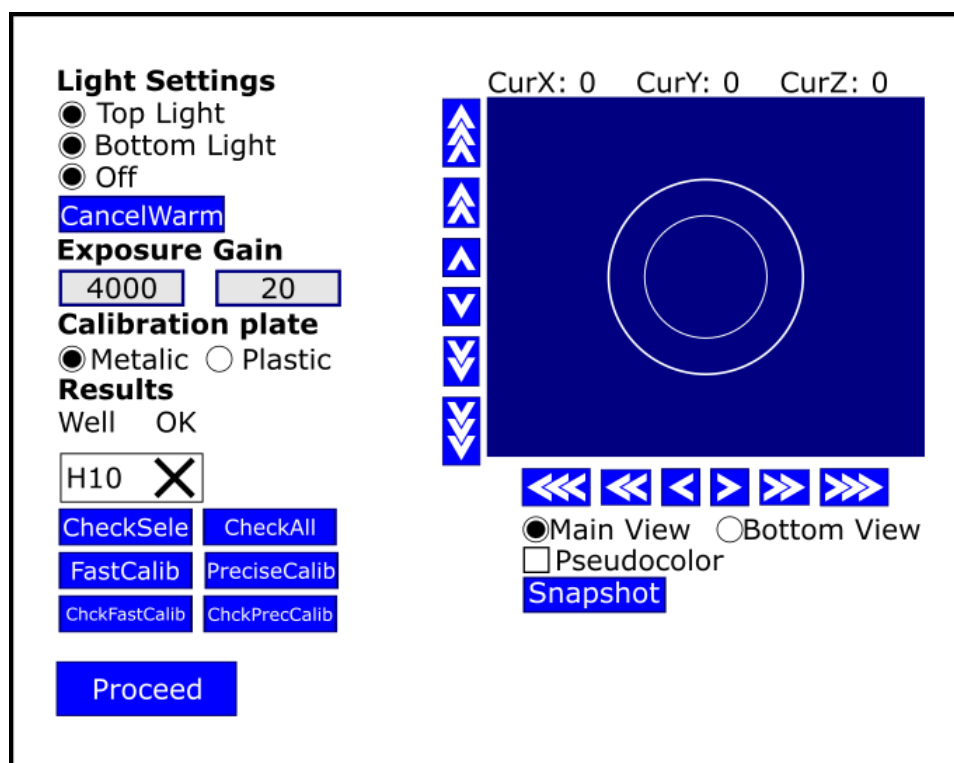 Light Settings
Top Light
Bottom Light
Off
CancelWarm
Exposure Gain
4000 20
Calibration plate
Metalic Plastic
Results
Well OK
H10
CheckSele CheckAll
FastCalib PreciseCalib
ChckFastCalib ChckPrecCalib
Proceed
CurX: 0 CurY: 0 CurZ: 0
Main View Bottom View
Pseudocolor
Snapshot